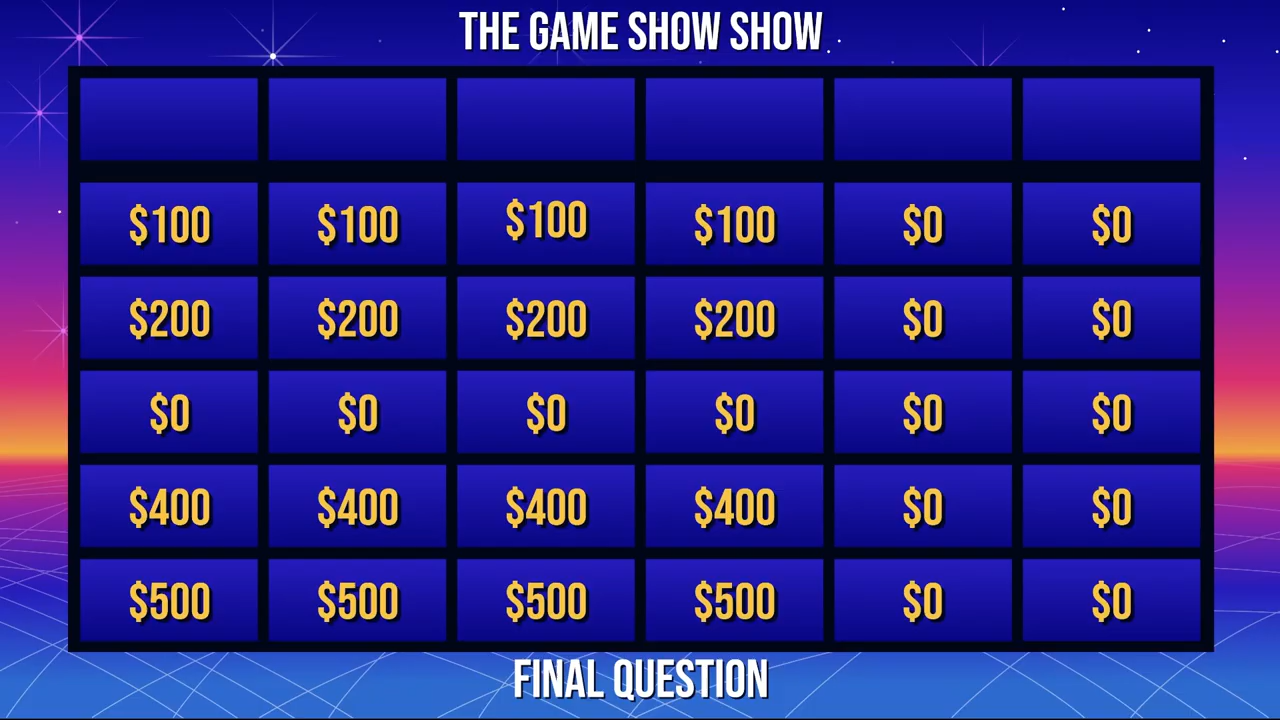 THE GAME SHOW SHOW
$100 $100 $100 $100 $0 $0
$200 $200 $200 $200 $0 $0
$0 $0 $0 $0 $0 $0
$400 $400 $400 $400 $0 $0
$500 $500 $500 $500 $0 $0
FINAL QUESTION